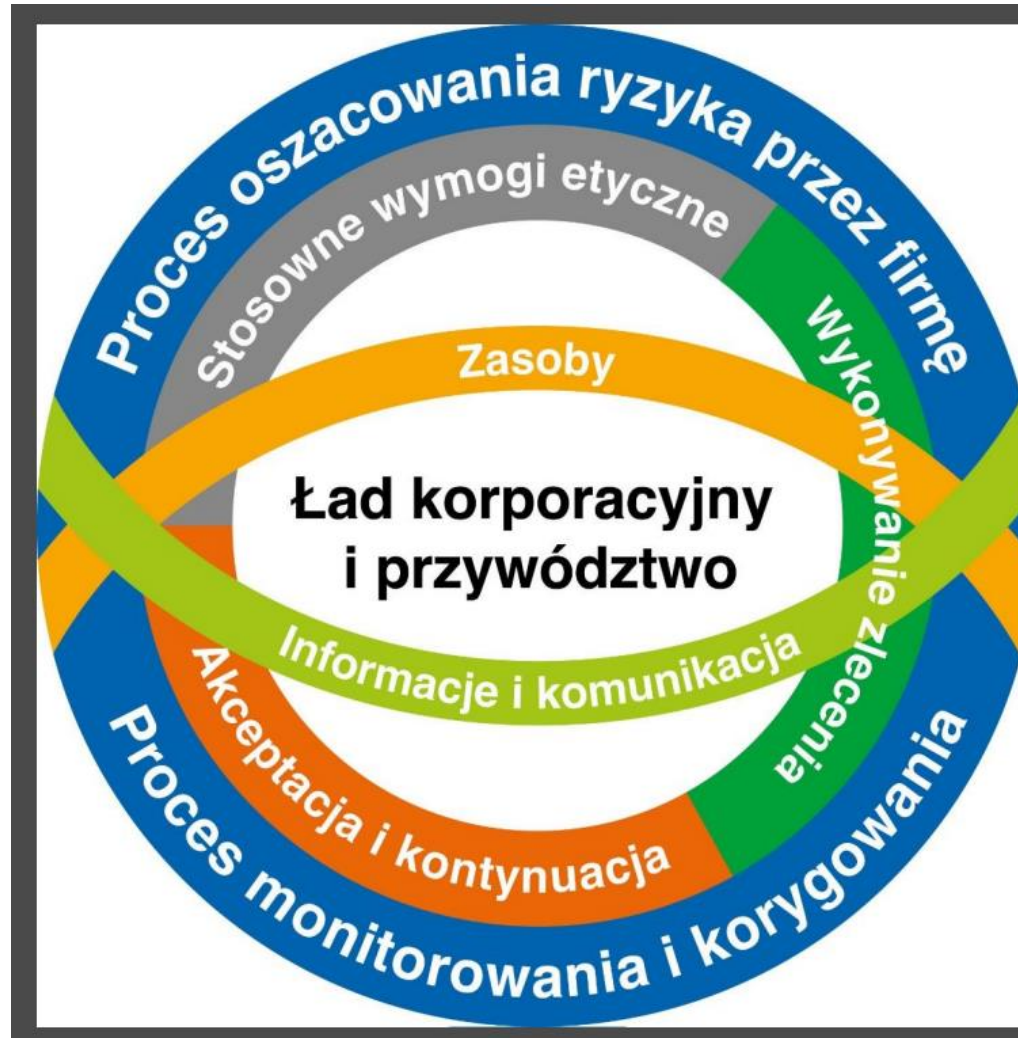 Proces oszacowania ryzyka przez firmę
Stosowne wymogi etyczne
Wykonywanie zlecenia
Zasoby
Ład korporacyjny
i przywództwo
Informacje i komunikacja
Akceptacja i kontynuacja
Proces monitorowania i korygowania